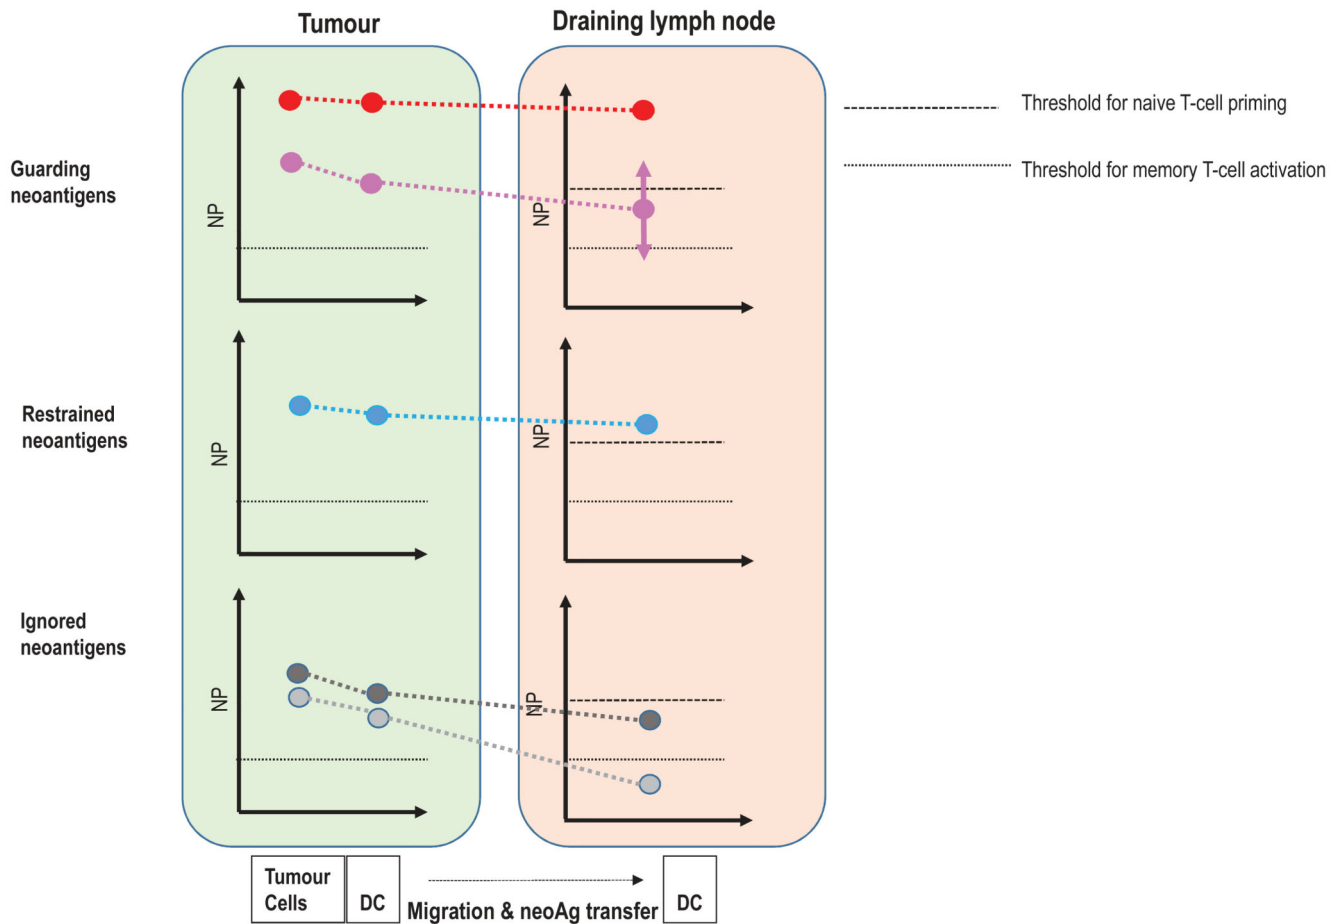 Tumour
Draining lymph node
Threshold for naive T-cell priming
Threshold for memory T-cell activation
Guarding
neoantigens
NP
NP
Restrained
neoantigens
NP
NP
Ignored
neoantigens
NP
NP
Tumour
Cells
DC
Migration & neoAg transfer
DC